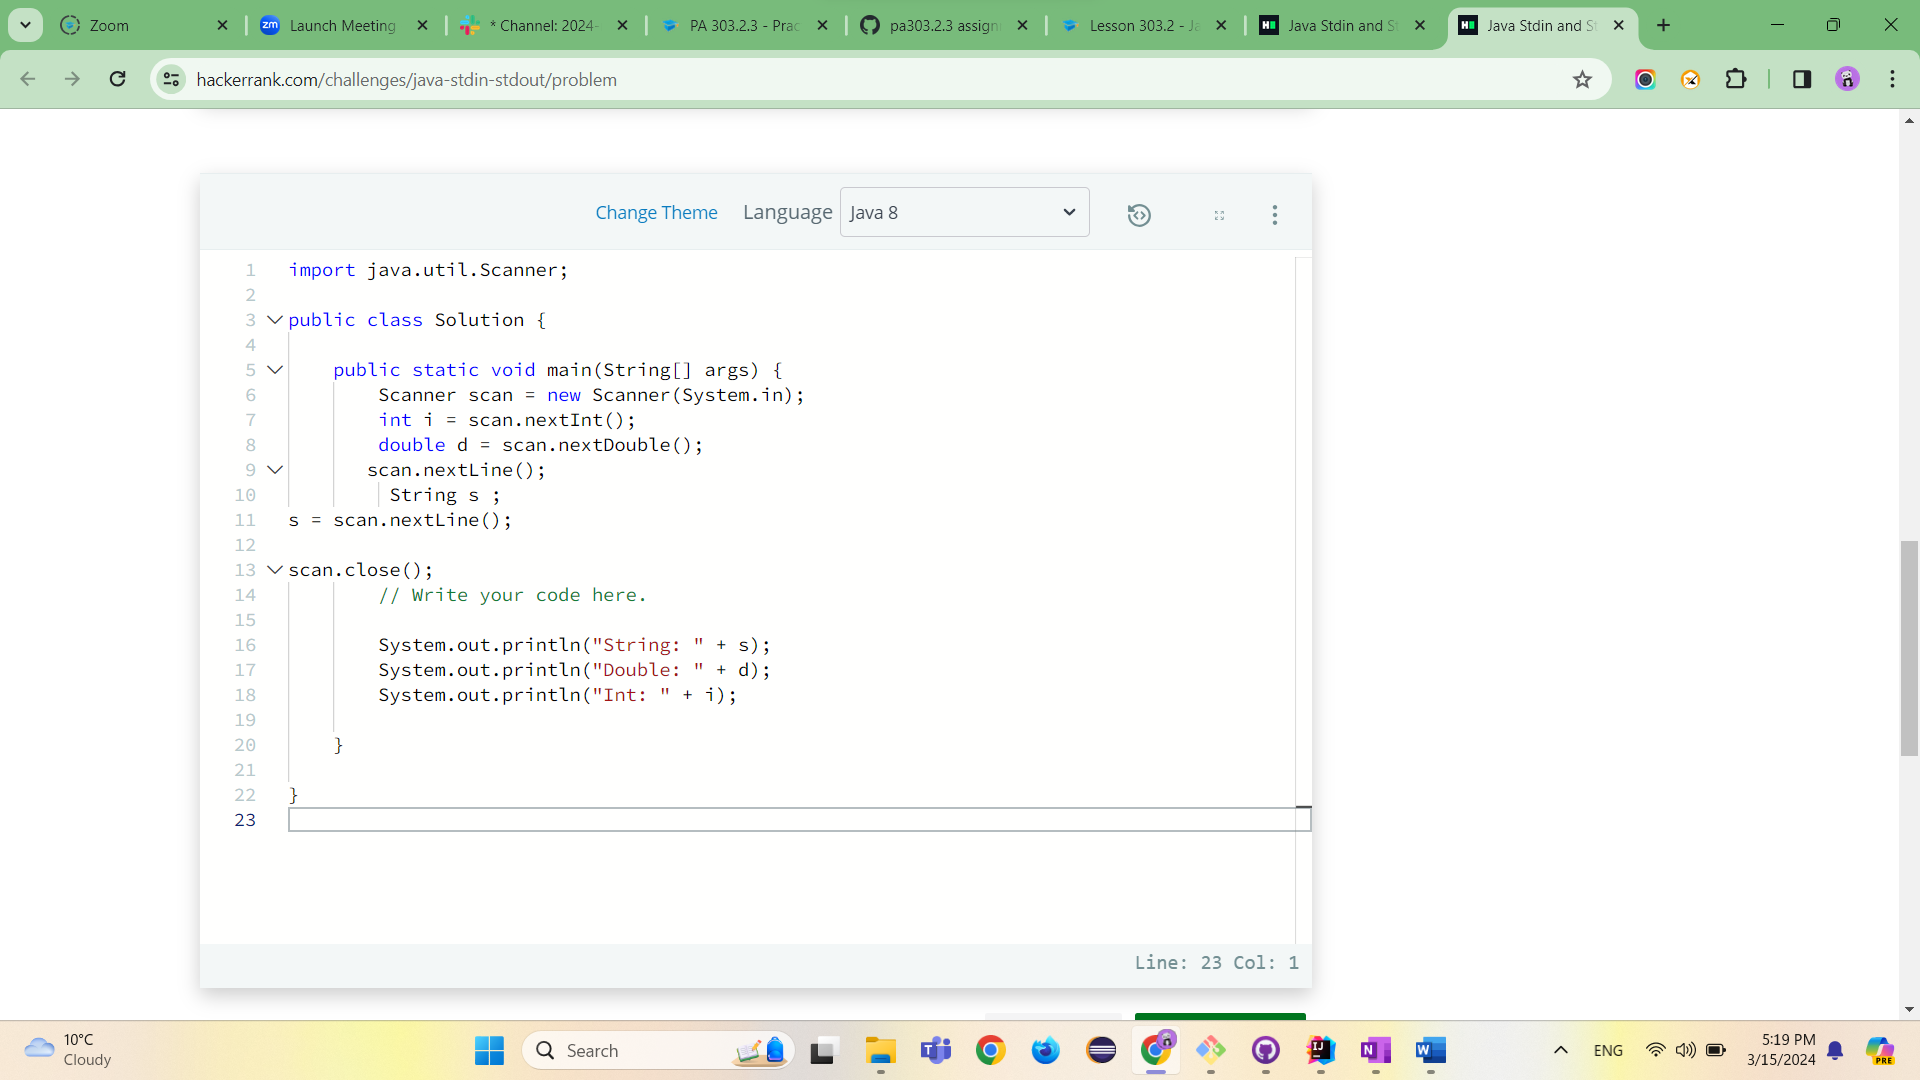 Zoom
zm Launch Meeting
* Channel: 2024-
PA 303.2.3 - Prac
pa303.2.3 assign
Lesson 303.2 - Ja
H Java Stdin and St
H Java Stdin and St
hackerrank.com/challenges/java-stdin-stdout/problem
Change Theme Language Java 8
1 import java.util.Scanner;
2
3 public class Solution {
4
5 public static void main(String[] args) {
6 Scanner scan = new Scanner(System.in);
7 int i = scan.nextInt();
8 double d = scan.nextDouble();
9 scan.nextLine();
10 String s ;
11 s = scan.nextLine();
12
13 scan.close();
14 // Write your code here.
15
16 System.out.println("String: " + s);
17 System.out.println("Double: " + d);
18 System.out.println("Int: " + i);
19
20 }
21
22 }
23
Line: 23 Col: 1
10°C
Cloudy
Search
ENG
5:19 PM
3/15/2024
PRE